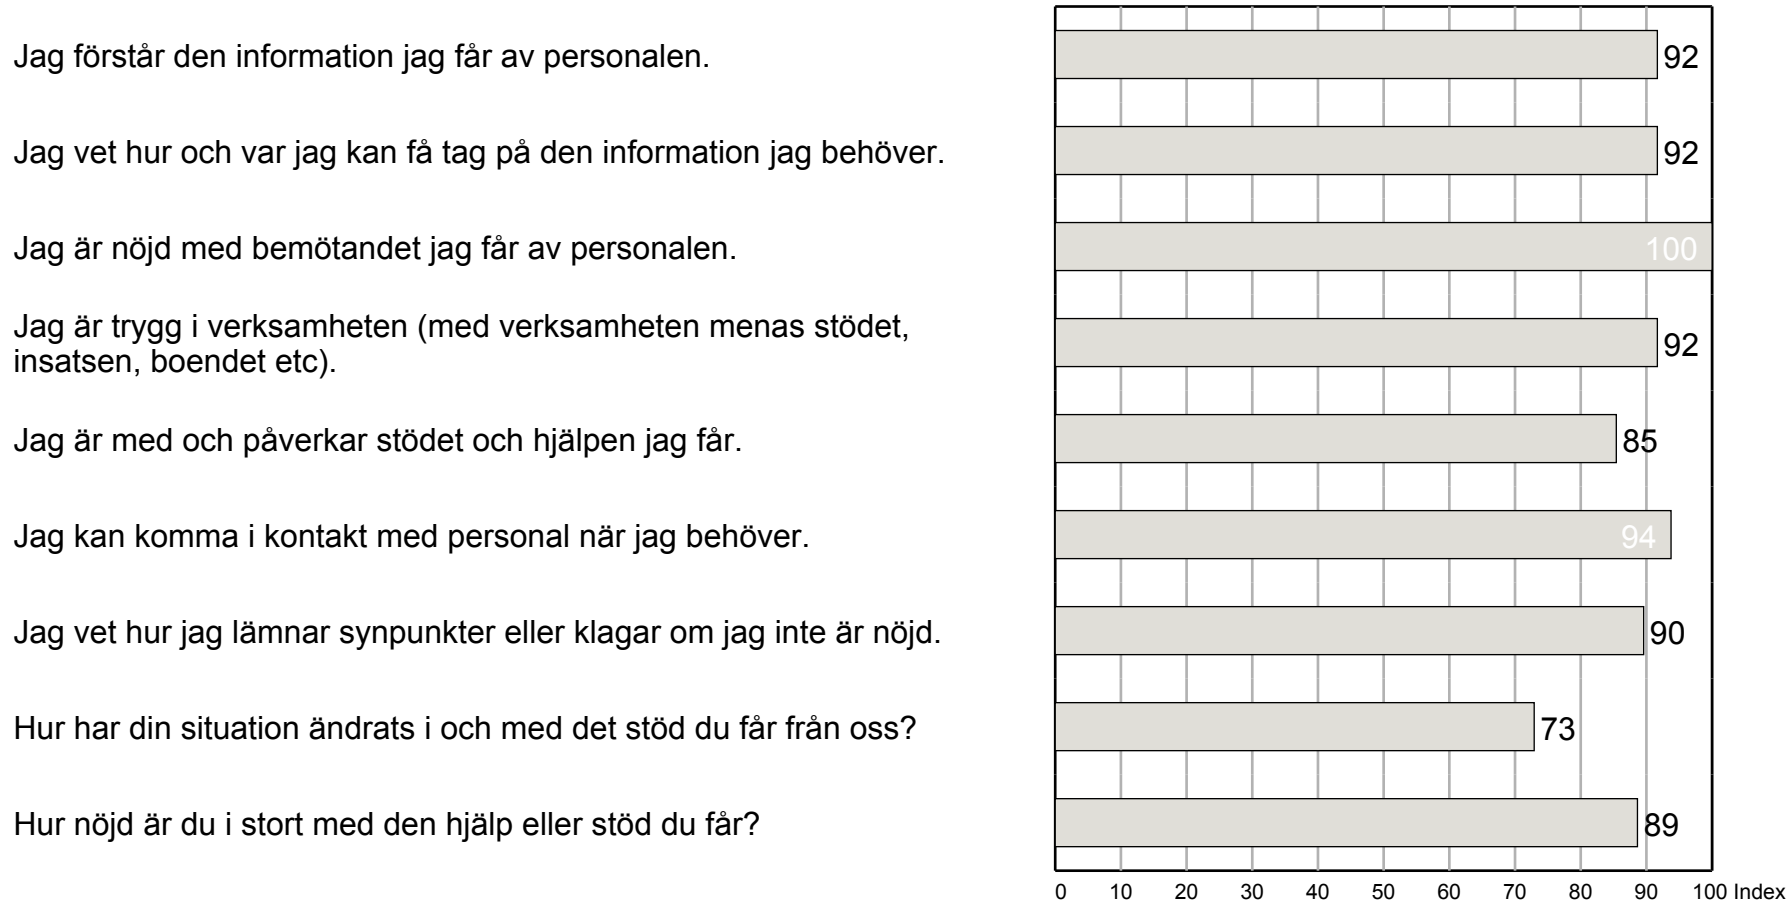 Jag förstår den information jag får av personalen.
92
Jag vet hur och var jag kan få tag på den information jag behöver.
92
Jag är nöjd med bemötandet jag får av personalen.
100
Jag är trygg i verksamheten (med verksamheten menas stödet,
insatsen, boendet etc).
92
Jag är med och påverkar stödet och hjälpen jag får.
85
Jag kan komma i kontakt med personal när jag behöver.
94
Jag vet hur jag lämnar synpunkter eller klagar om jag inte är nöjd.
90
Hur har din situation ändrats i och med det stöd du får från oss?
73
Hur nöjd är du i stort med den hjälp eller stöd du får?
89
0 10 20 30 40 50 60 70 80 90 100 Index